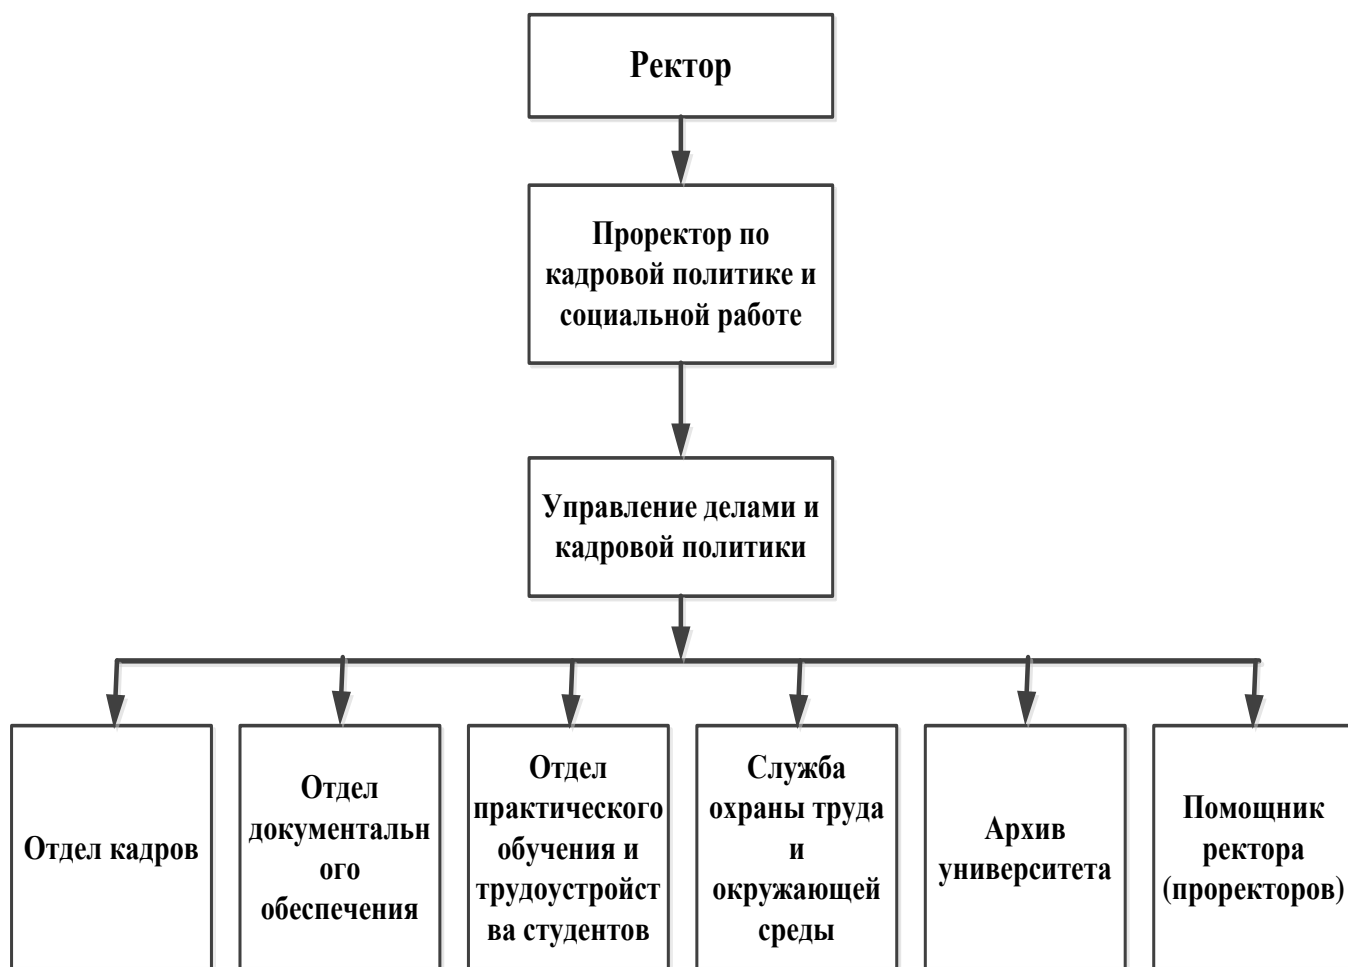 Ректор
Проректор по
кадровой политике и
социальной работе
Управление делами и
кадровой политики
Отдел кадров
Отдел
документальн
ого
обеспечения
Отдел
практического
обучения и
трудоустройст
ва студентов
Служба
охраны труда
и
окружающей
среды
Архив
университета
Помощник
ректора
(проректоров)